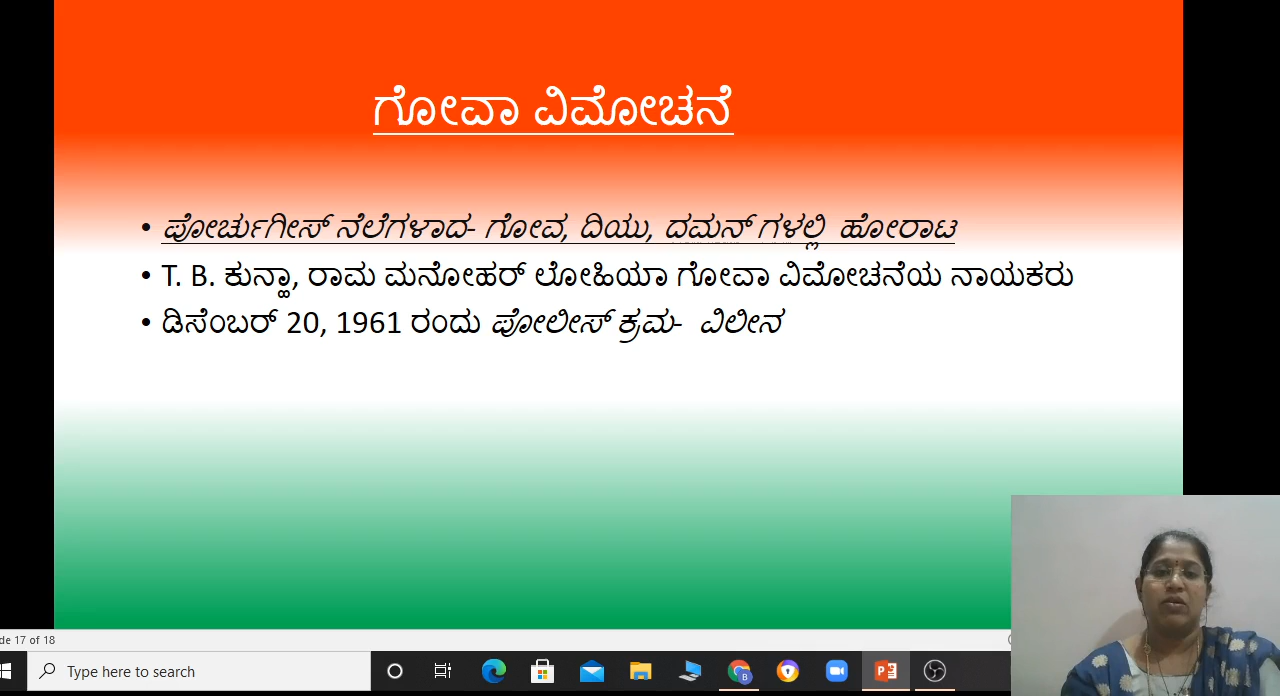 ಗೋವಾ ವಿಮೋಚನೆ
• ಪೋರ್ಚುಗೀಸ್ ನೆಲೆಗಳಾದ- ಗೋವ, ದಿಯು, ದಮನ್ ಗಳಲ್ಲಿ ಹೋರಾಟ
• T. B. ಕುನ್ಹಾ, ರಾಮ ಮನೋಹರ್ ಲೋಹಿಯಾ ಗೋವಾ ವಿಮೋಚನೆಯ ನಾಯಕರು
• ಡಿಸೆಂಬರ್ 20, 1961 ರಂದು ಪೋಲೀಸ್ ಕ್ರಮ- ವಿಲೀನ
de 17 of 18
Type here to search
B